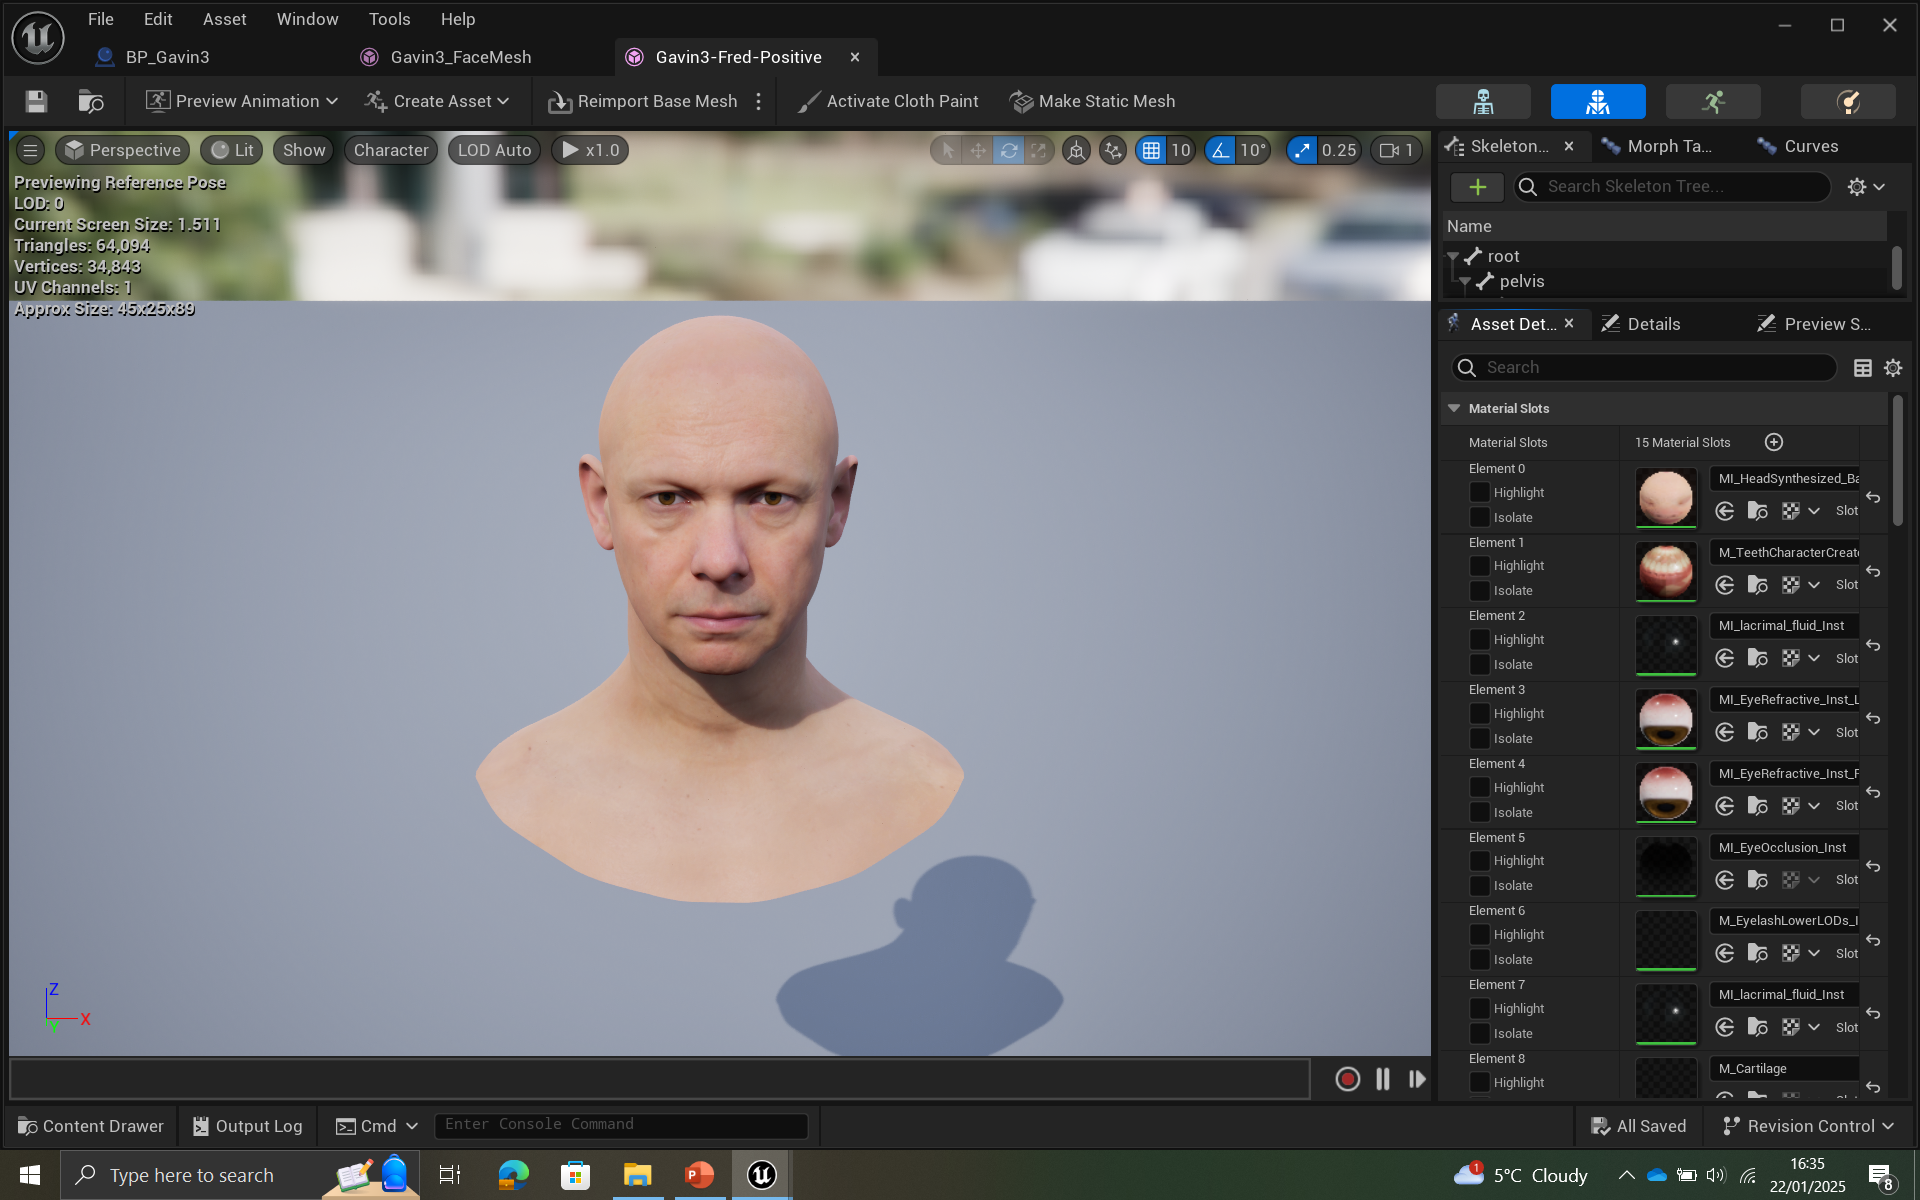 File Edit Asset Window Tools Help
BP_Gavin3 Gavin3_FaceMesh Gavin3-Fred-Positive
Preview Animation Create Asset Reimport Base Mesh Activate Cloth Paint Make Static Mesh
Perspective Lit Show Character LOD Auto x1.0 10 10° 0.25 1
Previewing Reference Pose
LOD: 0
Current Screen Size: 1.511
Triangles: 64,094
Vertices: 34,843
UV Channels: 1
Approx Size: 45x25x89
Z
X
Y
Skeleton... Morph Ta... Curves
Search Skeleton Tree...
Name
root
pelvis
Asset Det... Details Preview S...
Search
Material Slots
Material Slots 15 Material Slots
Element 0
MI_HeadSynthesized_Ba
Highlight
Isolate Slot
Element 1
M_TeethCharacterCreato
Highlight
Isolate Slot
Element 2
MI_lacrimal_fluid_Inst
Highlight
Isolate Slot
Element 3
MI_EyeRefractive_Inst_L
Highlight
Isolate Slot
Element 4
MI_EyeRefractive_Inst_R
Highlight
Isolate Slot
Element 5
MI_EyeOcclusion_Inst
Highlight
Isolate Slot
Element 6
M_EyelashLowerLODs_I
Highlight
Isolate Slot
Element 7
MI_lacrimal_fluid_Inst
Highlight
Isolate Slot
Element 8
M_Cartilage
Highlight
Content Drawer Output Log Cmd Enter Console Command All Saved Revision Control
Type here to search
P
1
5°C Cloudy
16:35
22/01/2025
8